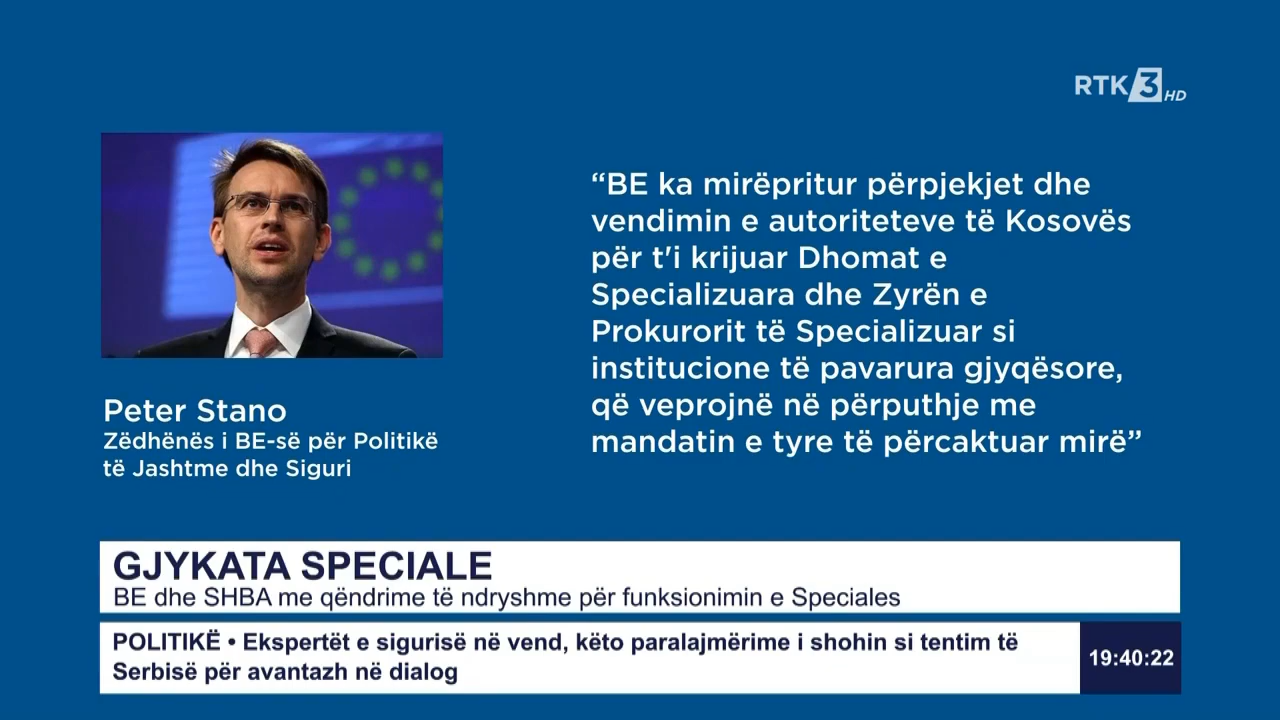 RTK 3 HD
“BE ka mirëpritur përpjekjet dhe
vendimin e autoriteteve të Kosovës
për t'i krijuar Dhomat e
Specializuara dhe Zyrën e
Prokurorit të Specializuar si
institucione të pavarura gjyqësore,
që veprojnë në përputhje me
mandatin e tyre të përcaktuar mirë”
Peter Stano
Zëdhënës i BE-së për Politikë
të Jashtme dhe Siguri
GJYKATA SPECIALE
BE dhe SHBA me qëndrime të ndryshme për funksionimin e Speciales
POLITIKË • Ekspertët e sigurisë në vend, këto paralajmërime i shohin si tentim të
Serbisë për avantazh në dialog
19:40:22